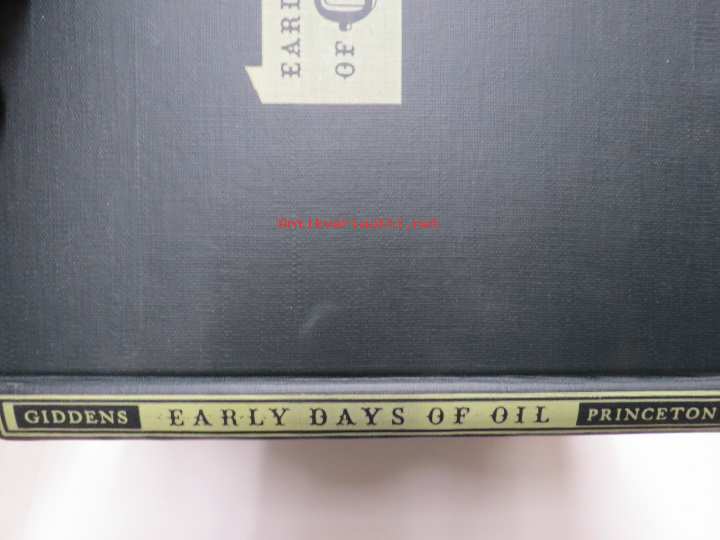 EARL
OF
Antikvariaatti.net
GIDDENS EARLY DAYS OF OIL PRINCETON